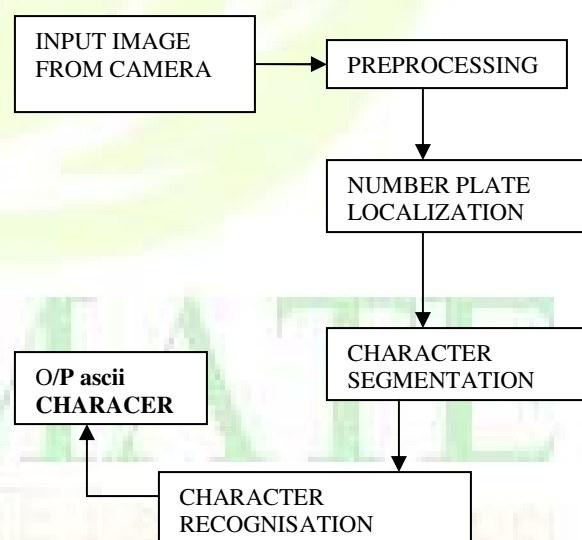 INPUT IMAGE
FROM CAMERA
PREPROCESSING
NUMBER PLATE
LOCALIZATION
CHARACTER
SEGMENTATION
O/P ascii
CHARACER
CHARACTER
RECOGNISATION